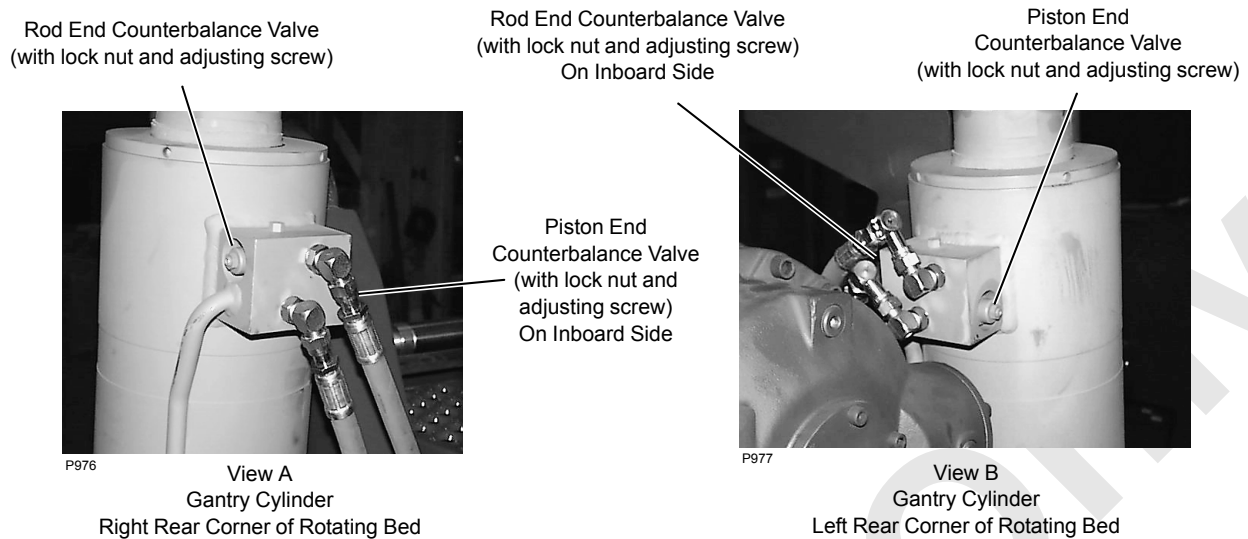 Rod End Counterbalance Valve
(with lock nut and adjusting screw)
Rod End Counterbalance Valve
(with lock nut and adjusting screw)
On Inboard Side
Piston End
Counterbalance Valve
(with lock nut and adjusting screw)
Piston End
Counterbalance Valve
(with lock nut and
adjusting screw)
On Inboard Side
P976
View A
Gantry Cylinder
Right Rear Corner of Rotating Bed
P977
View B
Gantry Cylinder
Left Rear Corner of Rotating Bed